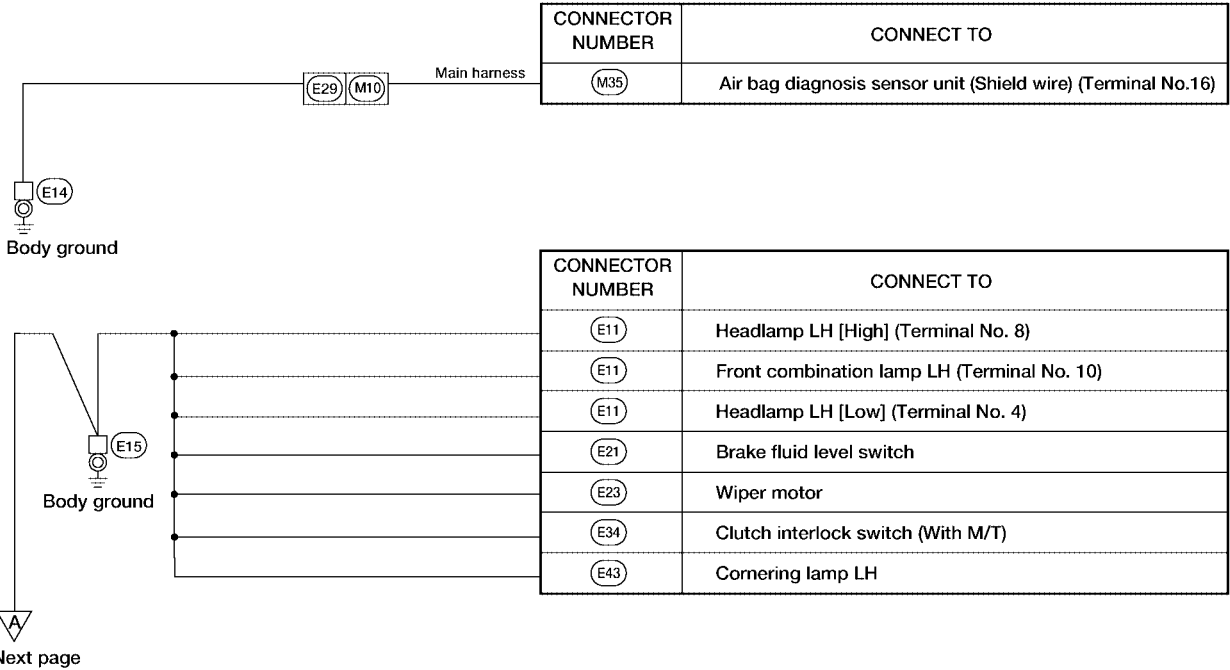 CONNECTOR NUMBER CONNECT TO
Main harness
E29 M10
M35 Air bag diagnosis sensor unit (Shield wire) (Terminal No.16)
E14
Body ground
CONNECTOR NUMBER CONNECT TO
E11 Headlamp LH [High] (Terminal No. 8)
E11 Front combination lamp LH (Terminal No. 10)
E11 Headlamp LH [Low] (Terminal No. 4)
E15
E21 Brake fluid level switch
Body ground
E23 Wiper motor
E34 Clutch interlock switch (With M/T)
E43 Cornering lamp LH
A
Next page